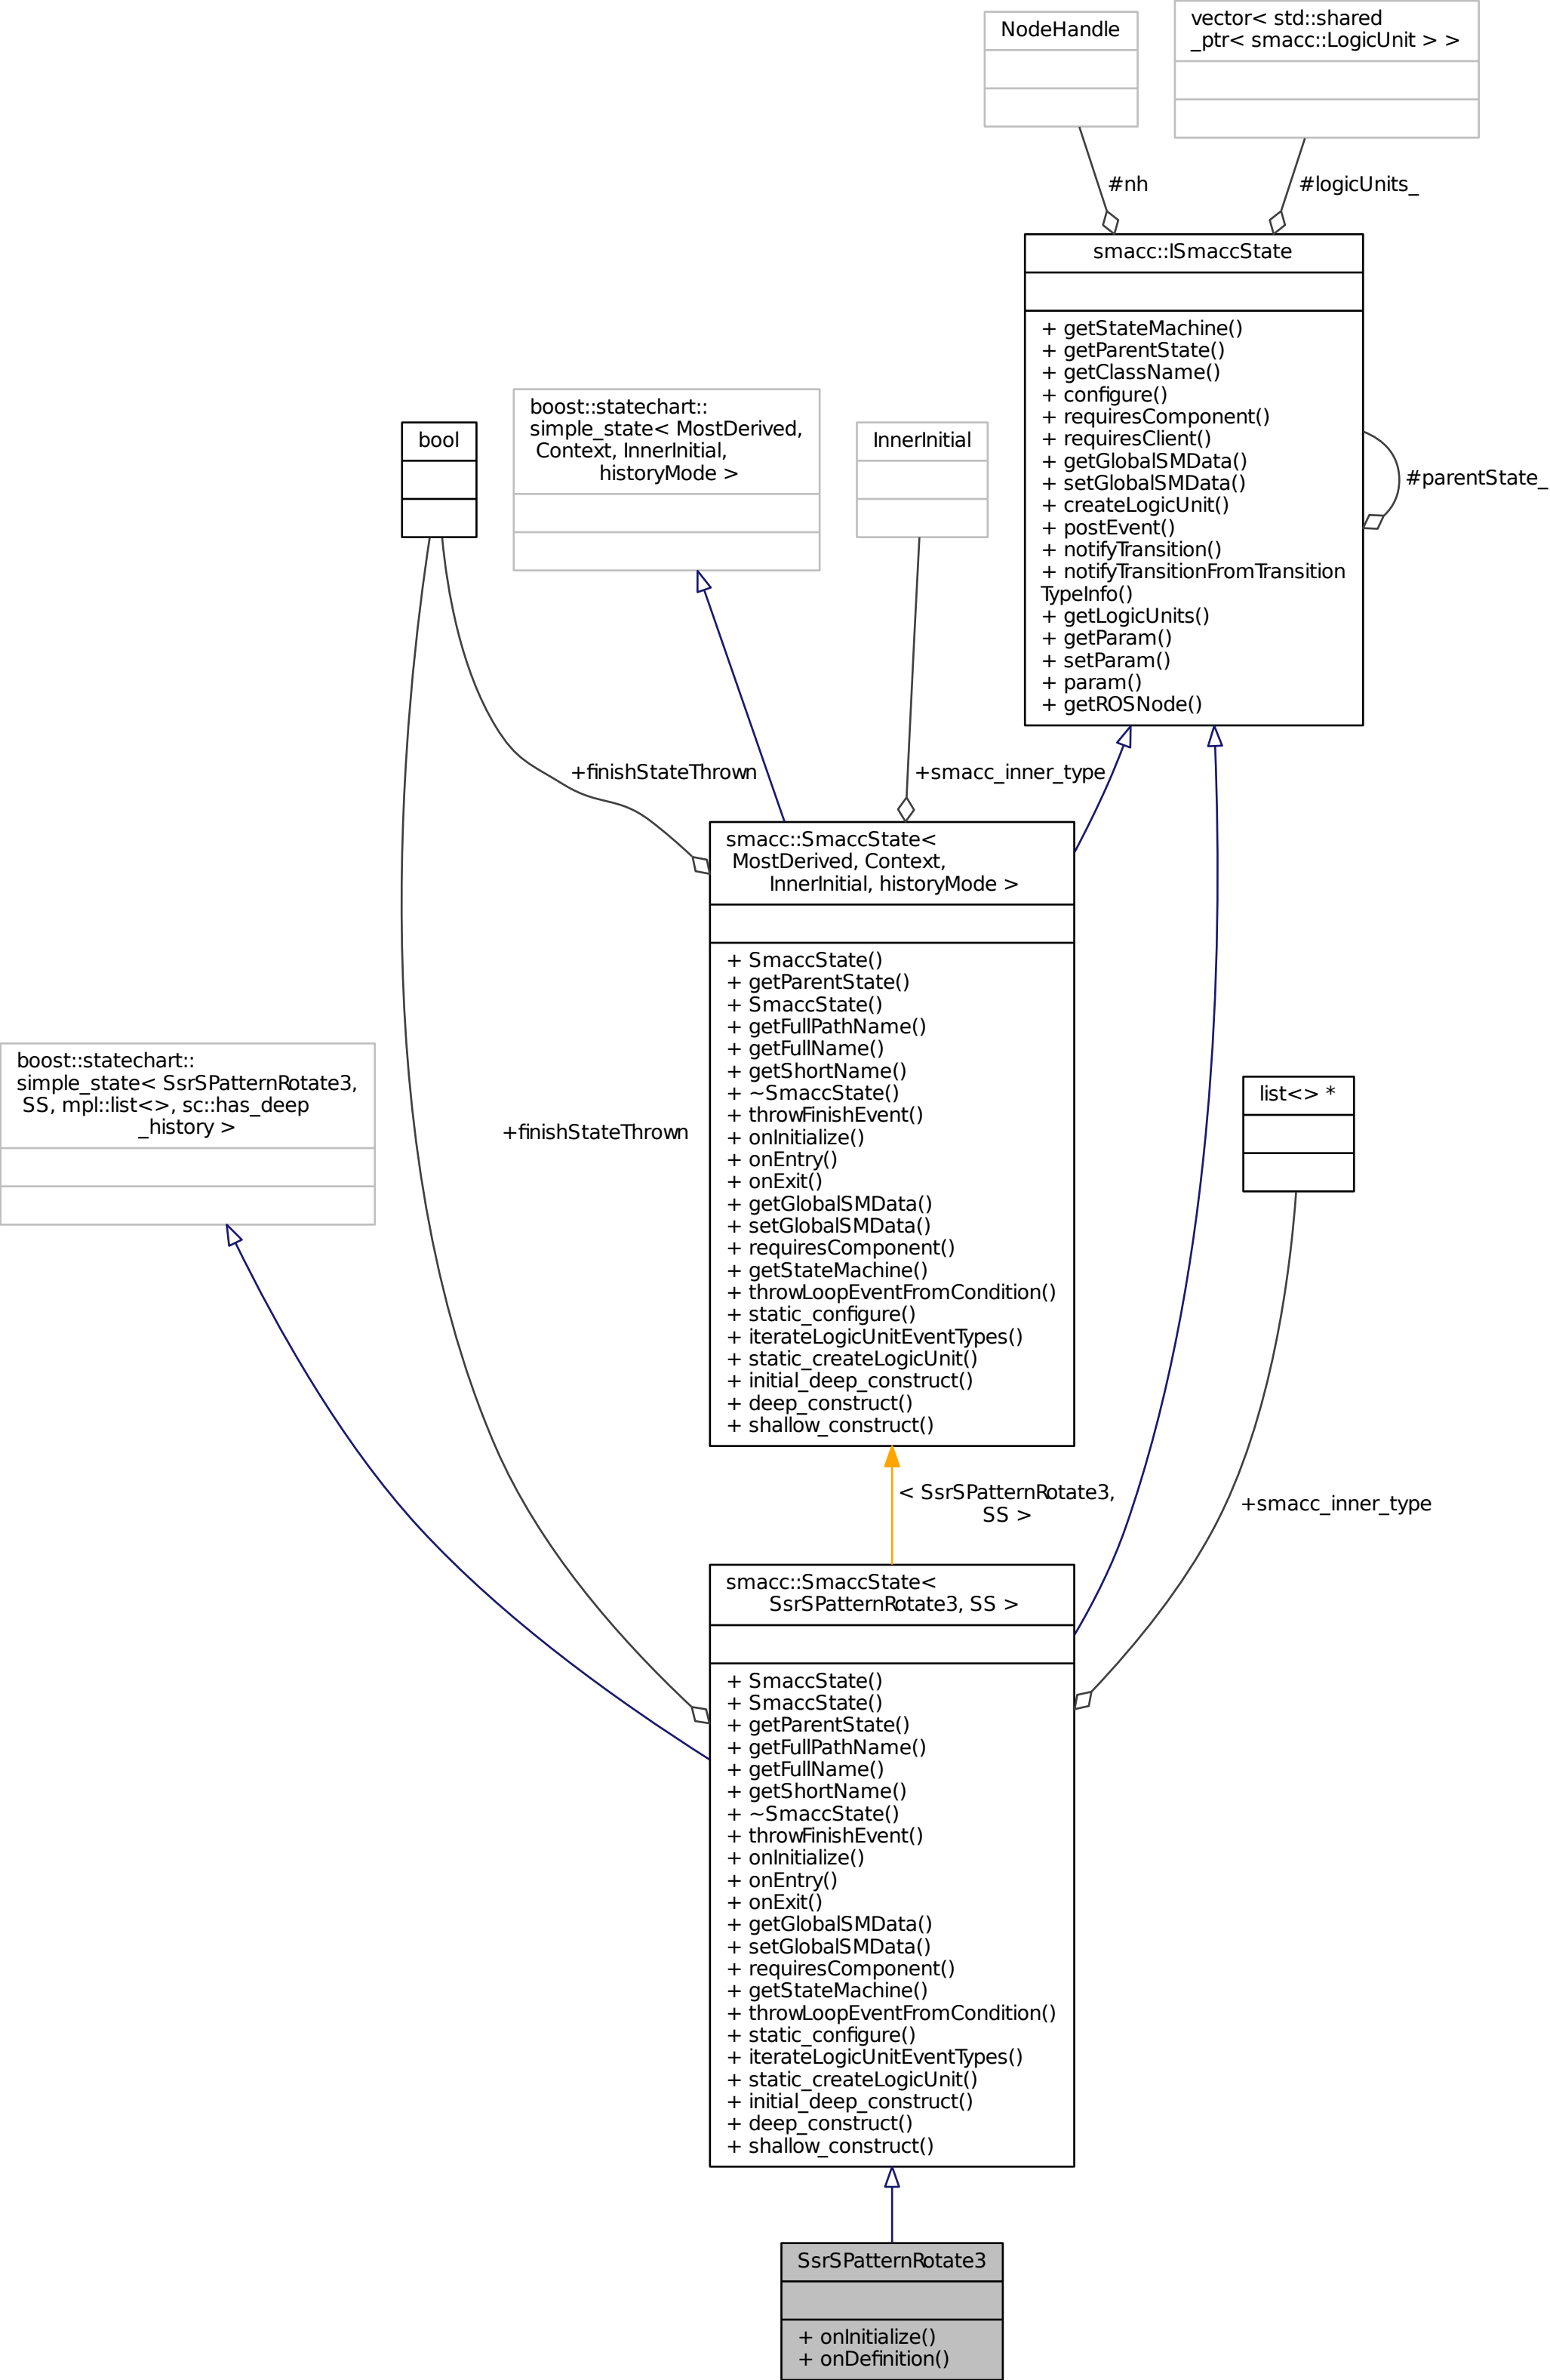 NodeHandle
vector< std::shared
_ptr< smacc::LogicUnit > >
#nh
#logicUnits_
smacc::ISmaccState
+ getStateMachine()
+ getParentState()
+ getClassName()
+ configure()
+ requiresComponent()
+ requiresClient()
+ getGlobalSMData()
+ setGlobalSMData()
+ createLogicUnit()
+ postEvent()
+ notifyTransition()
+ notifyTransitionFromTransition
TypeInfo()
+ getLogicUnits()
+ getParam()
+ setParam()
+ param()
+ getROSNode()
#parentState_
bool
boost::statechart::
simple_state< MostDerived,
Context, InnerInitial,
historyMode >
InnerInitial
+finishStateThrown
+smacc_inner_type
smacc::SmaccState<
MostDerived, Context,
InnerInitial, historyMode >
+ SmaccState()
+ getParentState()
+ SmaccState()
+ getFullPathName()
+ getFullName()
+ getShortName()
+ ~SmaccState()
+ throwFinishEvent()
+ onInitialize()
+ onEntry()
+ onExit()
+ getGlobalSMData()
+ setGlobalSMData()
+ requiresComponent()
+ getStateMachine()
+ throwLoopEventFromCondition()
+ static_configure()
+ iterateLogicUnitEventTypes()
+ static_createLogicUnit()
+ initial_deep_construct()
+ deep_construct()
+ shallow_construct()
boost::statechart::
simple_state< SsrSPatternRotate3,
SS, mpl::list<>, sc::has_deep
_history >
+finishStateThrown
list<> *
< SsrSPatternRotate3,
SS >
+smacc_inner_type
smacc::SmaccState<
SsrSPatternRotate3, SS >
+ SmaccState()
+ SmaccState()
+ getParentState()
+ getFullPathName()
+ getFullName()
+ getShortName()
+ ~SmaccState()
+ throwFinishEvent()
+ onInitialize()
+ onEntry()
+ onExit()
+ getGlobalSMData()
+ setGlobalSMData()
+ requiresComponent()
+ getStateMachine()
+ throwLoopEventFromCondition()
+ static_configure()
+ iterateLogicUnitEventTypes()
+ static_createLogicUnit()
+ initial_deep_construct()
+ deep_construct()
+ shallow_construct()
SsrSPatternRotate3
+ onInitialize()
+ onDefinition()